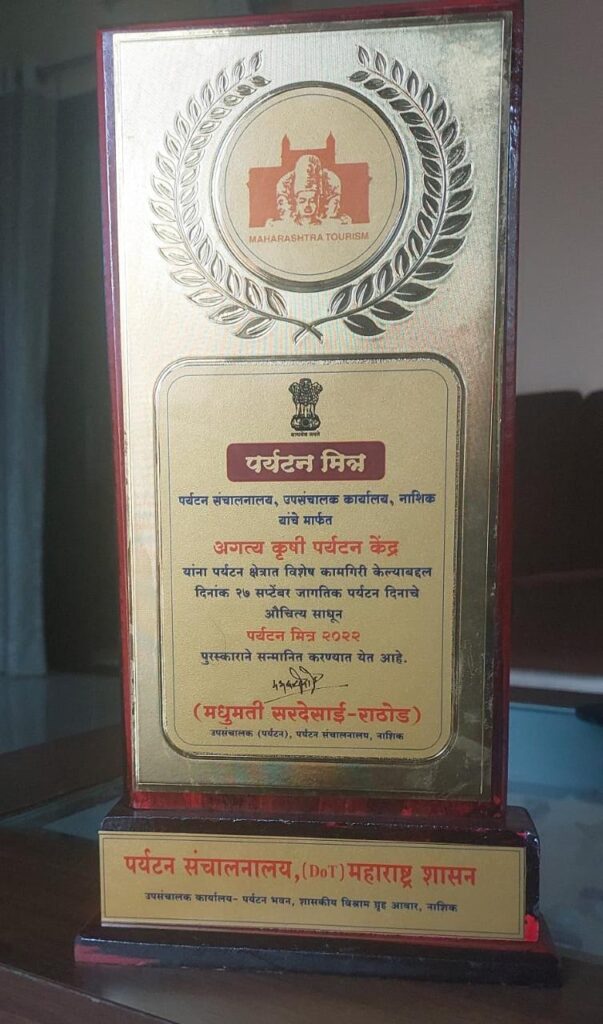 MAHARASHTRA TOURISM
सत्यमेव जयते
पर्यटन मित्र
पर्यटन संचालनालय, उपसंचालक कार्यालय, नाशिक
यांचे मार्फत
अगत्य कृषी पर्यटन केंद्र
यांना पर्यटन क्षेत्रात विशेष कामगिरी केल्याबद्दल
दिनांक २७ सप्टेंबर जागतिक पर्यटन दिनाचे
औचित्य साधून
पर्यटन मित्र २०२२
पुरस्काराने सन्मानित करण्यात येत आहे.
(मधुमती सरदेसाई-राठोड)
उपसंचालक (पर्यटन), पर्यटन संचालनालय, नाशिक
पर्यटन संचालनालय,(DoT) महाराष्ट्र शासन
उपसंचालक कार्यालय- पर्यटन भवन, शासकीय विश्राम गृह आवार, नाशिक